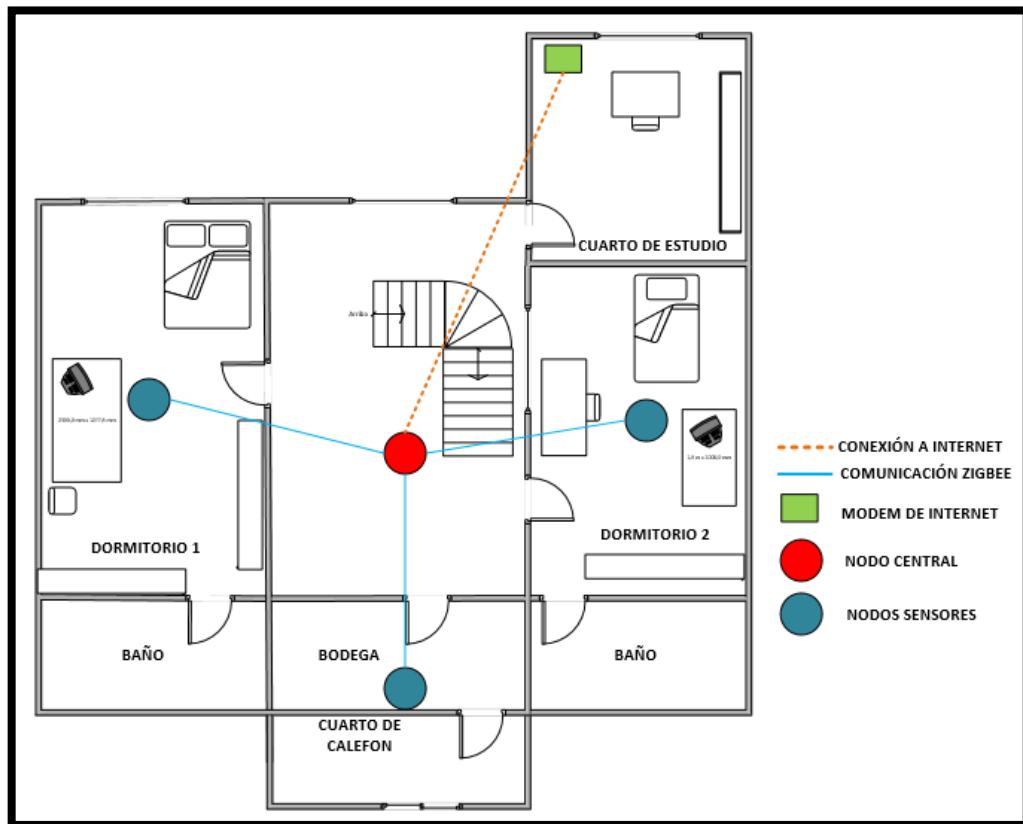 CUARTO DE ESTUDIO
Arriba
DORMITORIO 1
DORMITORIO 2
BAÑO
BODEGA
BAÑO
CUARTO DE
CALEFON
CONEXIÓN A INTERNET
COMUNICACIÓN ZIGBEE
MODEM DE INTERNET
NODO CENTRAL
NODOS SENSORES